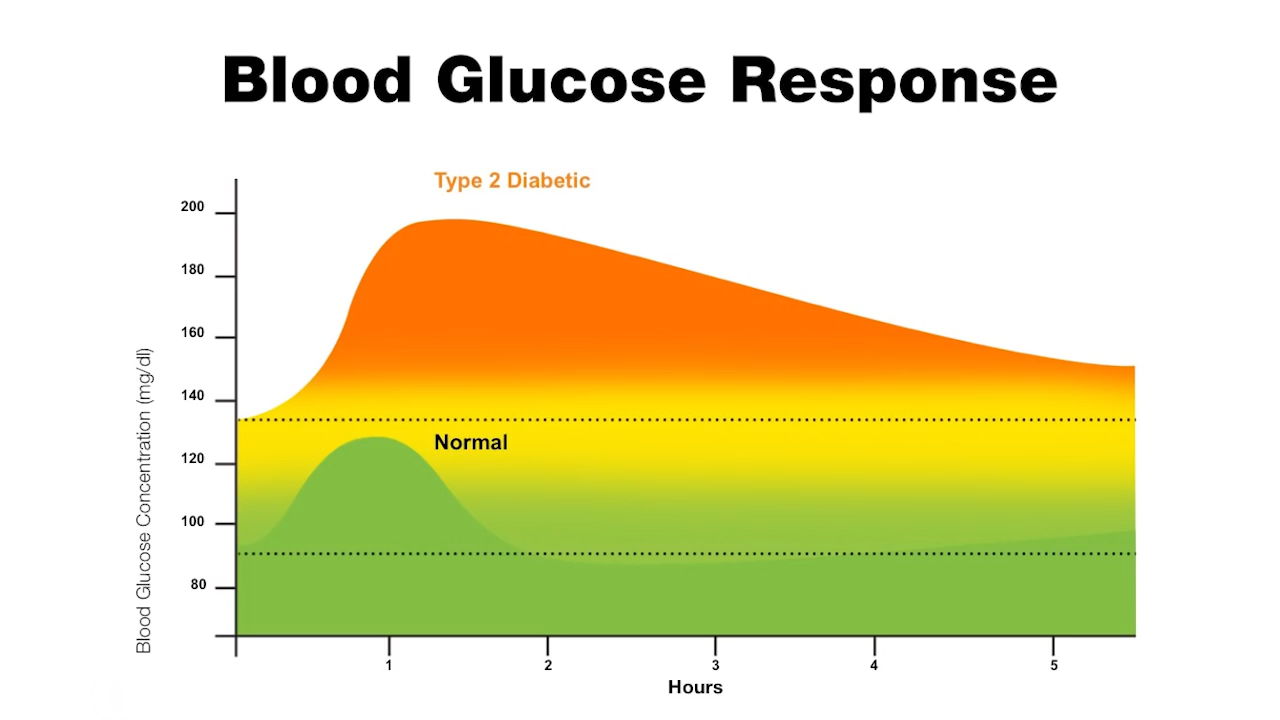 Blood Glucose Response
Type 2 Diabetic
200
180
160
140
Normal
120
100
80
Blood Glucose Concentration (mg/dl)
1 2 3 4 5
Hours